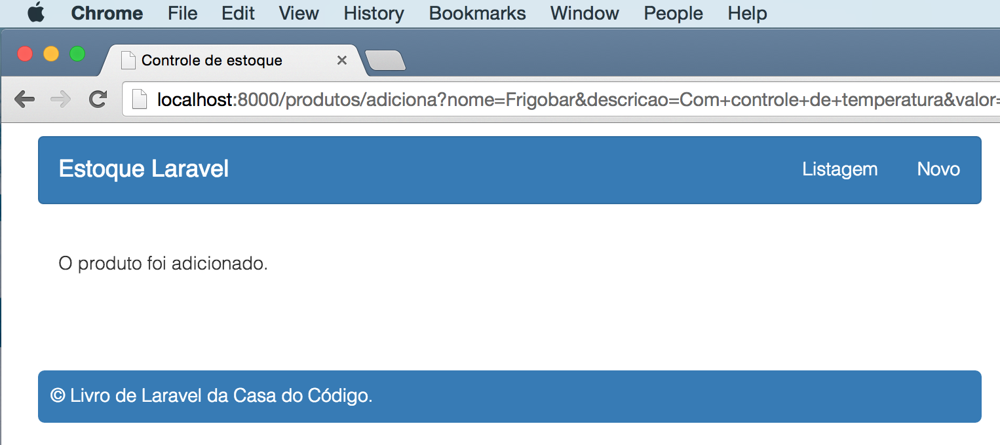 Chrome File Edit View History Bookmarks Window People Help
Controle de estoque
localhost:8000/produtos/adiciona?nome=Frigobar&descricao=Com+controle+de+temperatura&valor=
Estoque Laravel Listagem Novo
O produto foi adicionado.
© Livro de Laravel da Casa do Código.